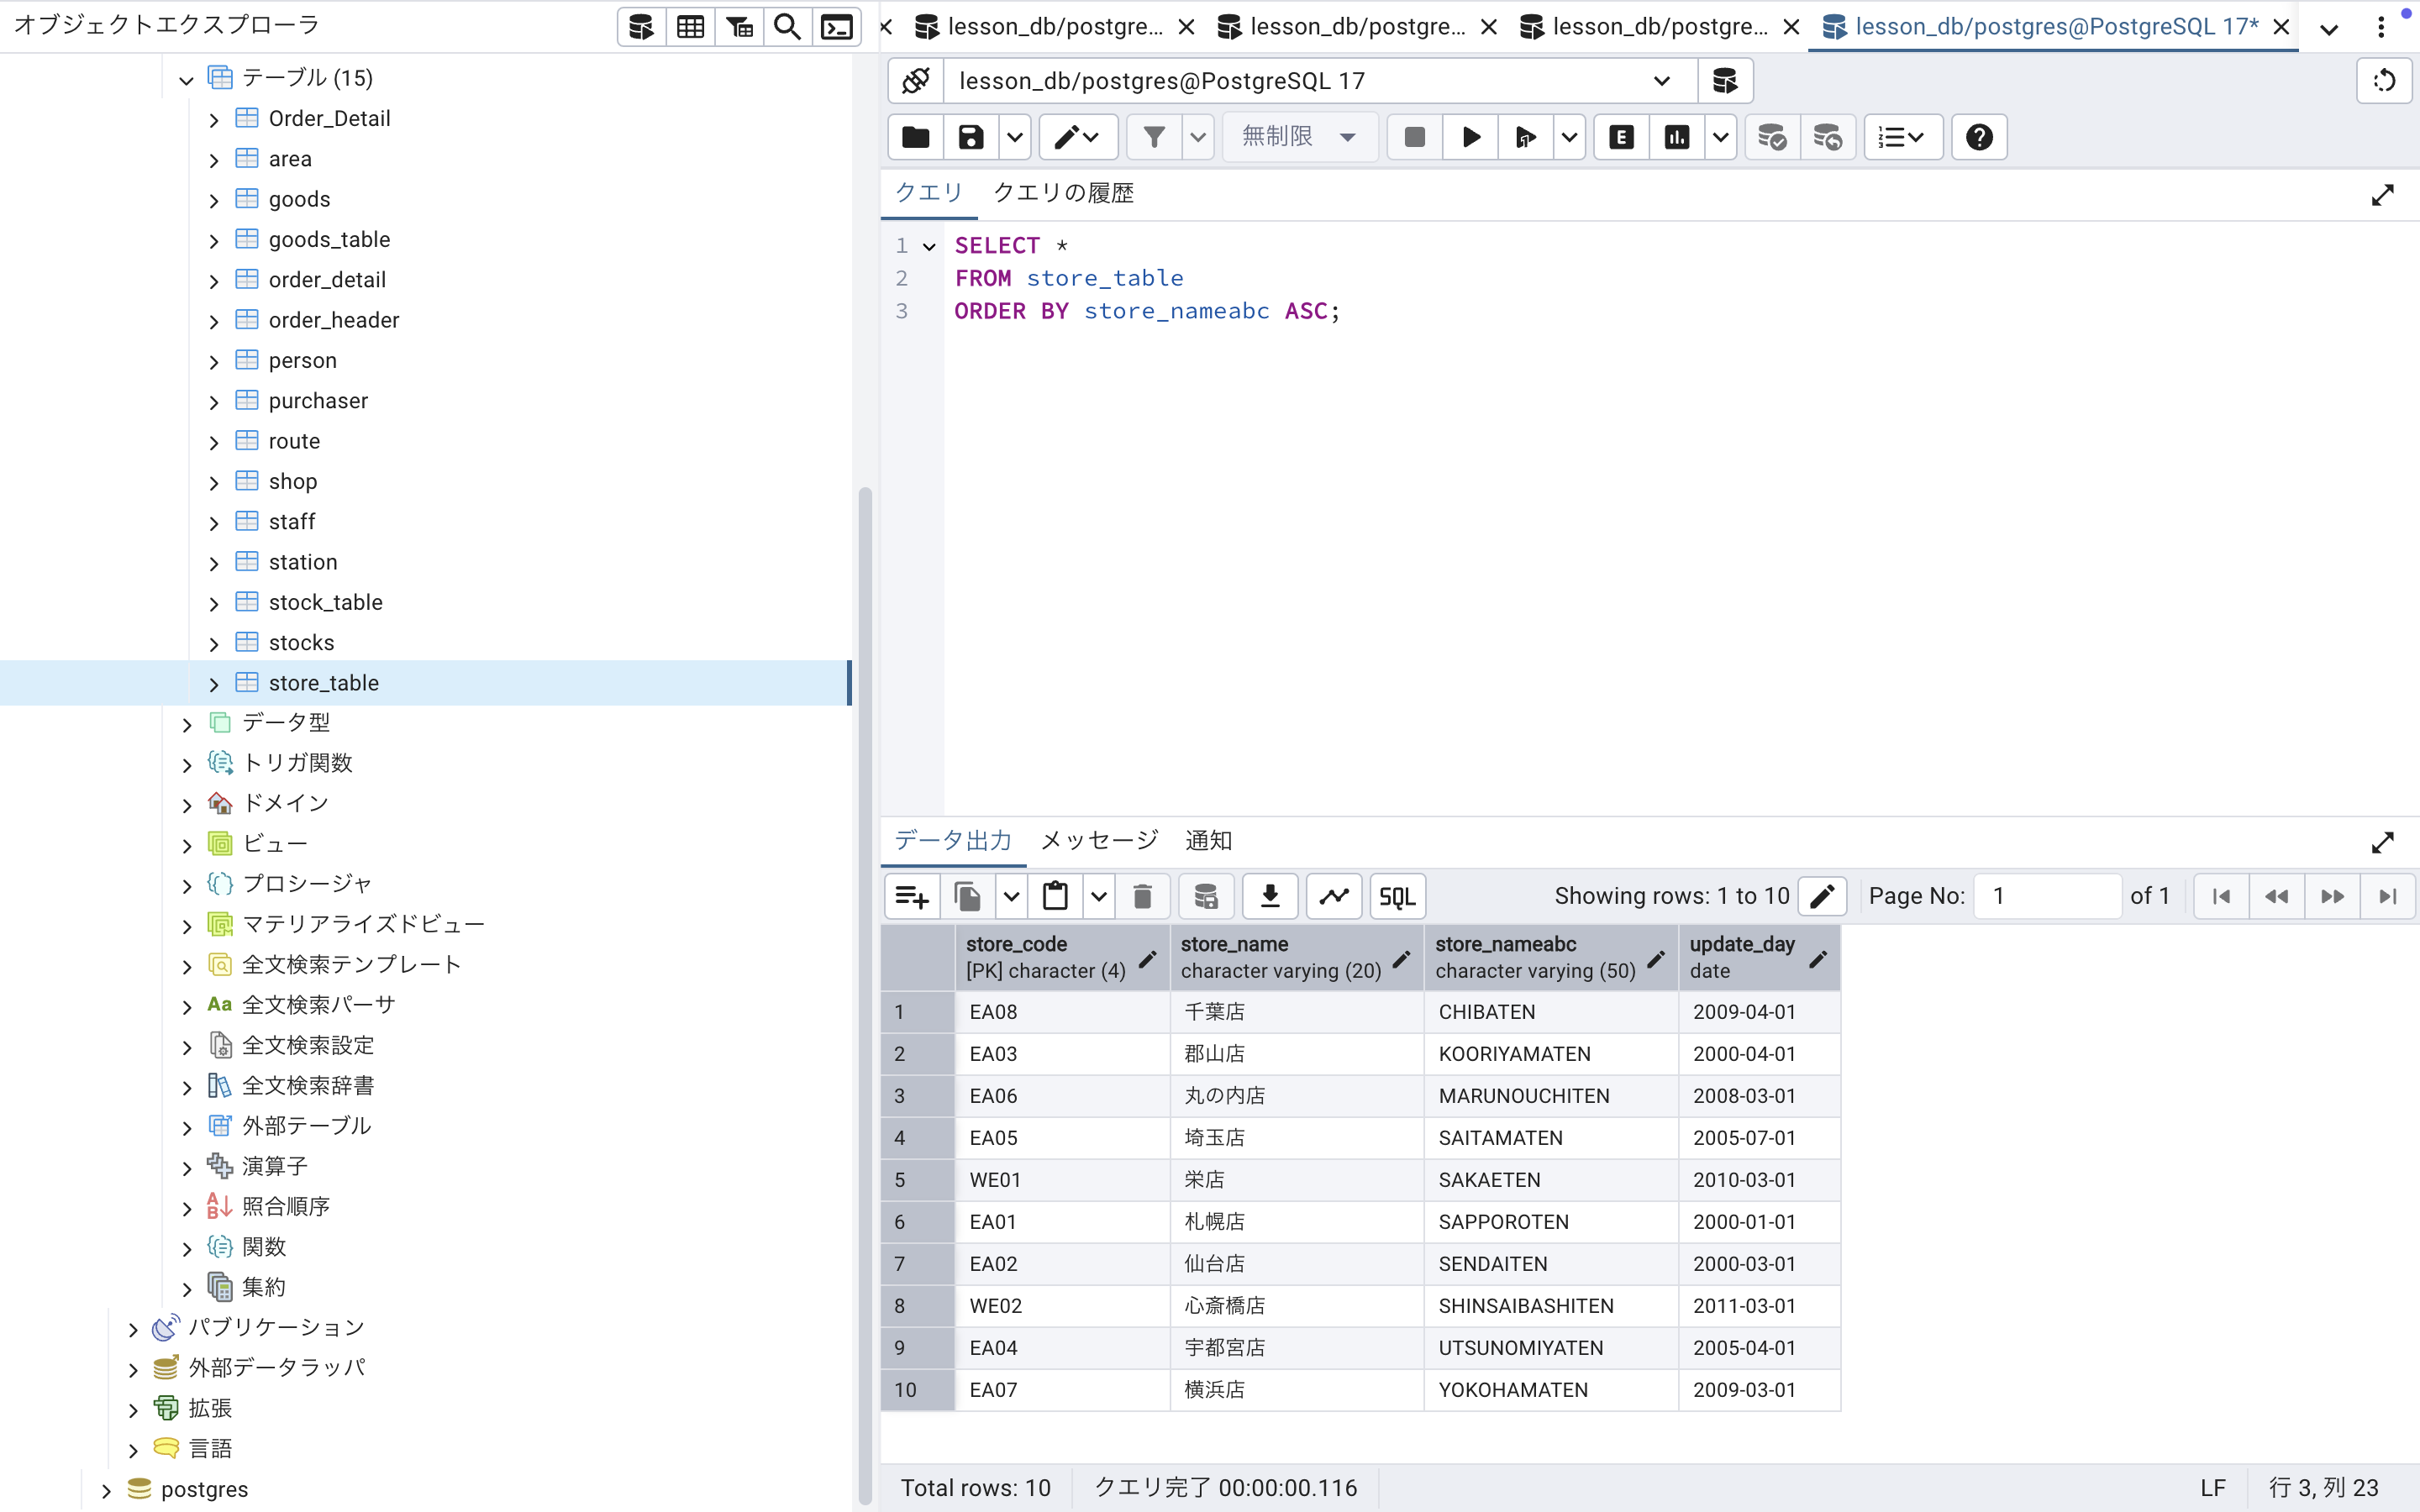 オブジェクトエクスプローラ
テーブル (15)
Order_Detail
area
goods
goods_table
order_detail
order_header
person
purchaser
route
shop
staff
station
stock_table
stocks
store_table
データ型
トリガ関数
ドメイン
ビュー
プロシージャ
マテリアライズドビュー
全文検索テンプレート
Aa 全文検索パーサ
全文検索設定
全文検索辞書
外部テーブル
演算子
照合順序
関数
集約
パブリケーション
外部データラッパ
拡張
言語
postgres
lesson_db/postgre... lesson_db/postgre... lesson_db/postgre... lesson_db/postgres@PostgreSQL 17*
lesson_db/postgres@PostgreSQL 17
無制限 E
クエリ クエリの履歴
1 SELECT *
2 FROM store_table
3 ORDER BY store_nameabc ASC;
データ出力 メッセージ 通知
SQL Showing rows: 1 to 10 Page No: 1 of 1
store_code store_name store_nameabc update_day
[PK] character (4) character varying (20) character varying (50) date
1 EA08 千葉店 CHIBATEN 2009-04-01
2 EA03 郡山店 KOORIYAMATEN 2000-04-01
3 EA06 丸の内店 MARUNOUCHITEN 2008-03-01
4 EA05 埼玉店 SAITAMATEN 2005-07-01
5 WE01 栄店 SAKAETEN 2010-03-01
6 EA01 札幌店 SAPPOROTEN 2000-01-01
7 EA02 仙台店 SENDAITEN 2000-03-01
8 WE02 心斎橋店 SHINSAIBASHITEN 2011-03-01
9 EA04 宇都宮店 UTSUNOMIYATEN 2005-04-01
10 EA07 横浜店 YOKOHAMATEN 2009-03-01
Total rows: 10 クエリ完了 00:00:00.116 LF 行 3, 列 23